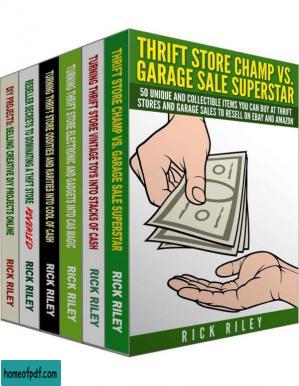 THRIFT STORE CHAMP VS.
GARAGE SALE SUPERSTAR
50 UNIQUE AND COLLECTIBLE ITEMS YOU CAN BUY AT THRIFT
STORES AND GARAGE SALES TO RESELL ON EBAY AND AMAZON
RICK RILEY
DIY PROJECTS: SELLING CREATIVE DIY PROJECTS ONLINE
RICK RILEY
RESELLER SECRETS TO DOMINATING A THIFT STORE REVEALED
RICK RILEY
TURNING THRIFT STORE ODDITIES AND RARITIES INTO COOL OF CASH
RICK RILEY
TURNING THRIFT STORE ELECTRONIC AND GADGETS INTO CAS MAGIC
RICK RILEY
TURNING THRIFT STORE VINTAGE TOYS INTO STACKS OF CASH
RICK RILEY
THRIFT STORE CHAMP VS. GARAGE SALE SUPERSTAR
RICK RILEY
homeofpdf.com